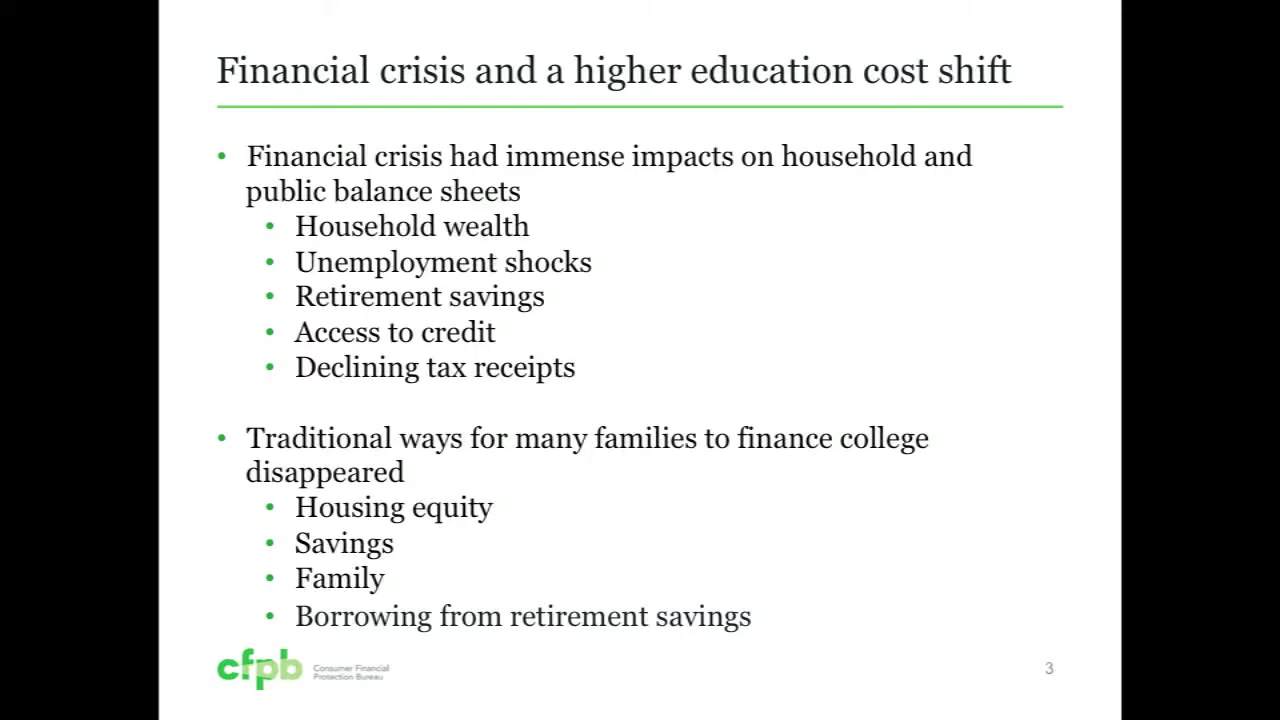 Financial crisis and a higher education cost shift
• Financial crisis had immense impacts on household and
public balance sheets
• Household wealth
• Unemployment shocks
• Retirement savings
• Access to credit
• Declining tax receipts
• Traditional ways for many families to finance college
disappeared
• Housing equity
• Savings
• Family
• Borrowing from retirement savings
cfpb
Consumer Financial
Protection Bureau
3